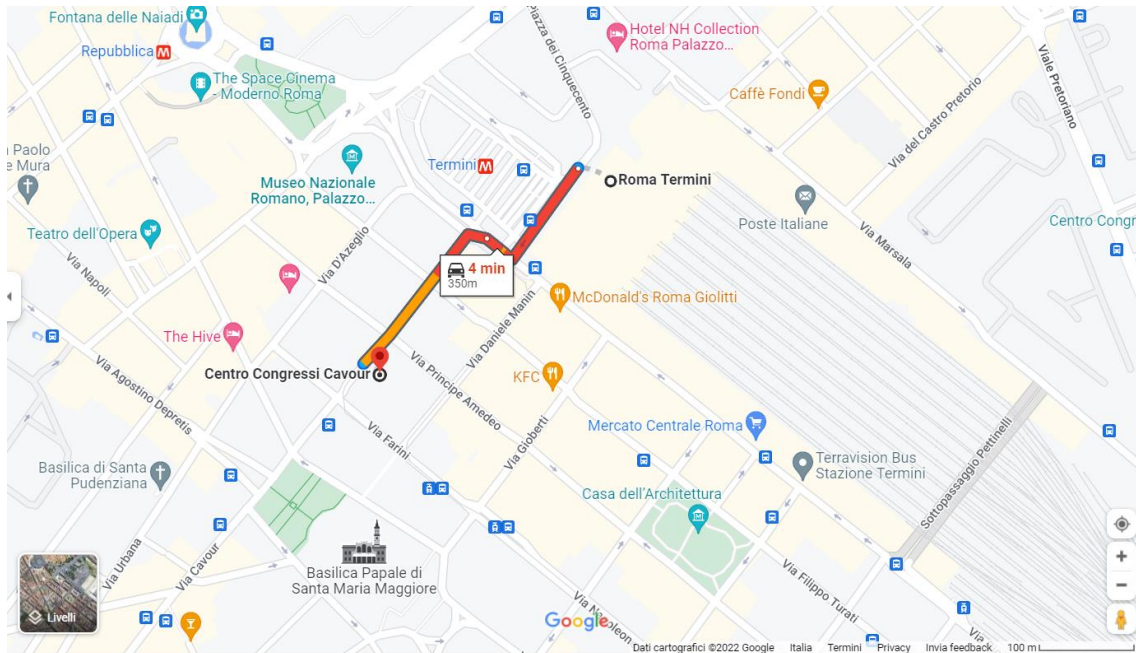 Fontana delle Naiadi
Repubblica M
The Space Cinema
- Moderno Roma
Piazza dei Cinquecento
Hotel NH Collection
Roma Palazzo...
Caffè Fondi
Viale Pretoriano
Via del Castro Pretorio
Paolo
e Mura
Museo Nazionale
Romano, Palazzo...
Termini M
Roma Termini
Poste Italiane
Centro Congr
Teatro dell'Opera
Via Napoli
Via D'Azeglio
Via Marsala
4 min
350m
McDonald's Roma Giolitti
The Hive
Via Daniele Manin
Centro Congressi Cavour
Via Principe Amedeo
KFC
Via Agostino Depretis
Via Farini
Via Gioberti
Mercato Centrale Roma
Terravision Bus
Stazione Termini
Sottopassaggio Pettinelli
Basilica di Santa
Pudenziana
Casa dell'Architettura
Via Urbana
Via Cavour
Basilica Papale di
Santa Maria Maggiore
Via Filippo Turati
Livelli
Google
Dati cartografici ©2022 Google Italia Termini Privacy Invia feedback 100 m